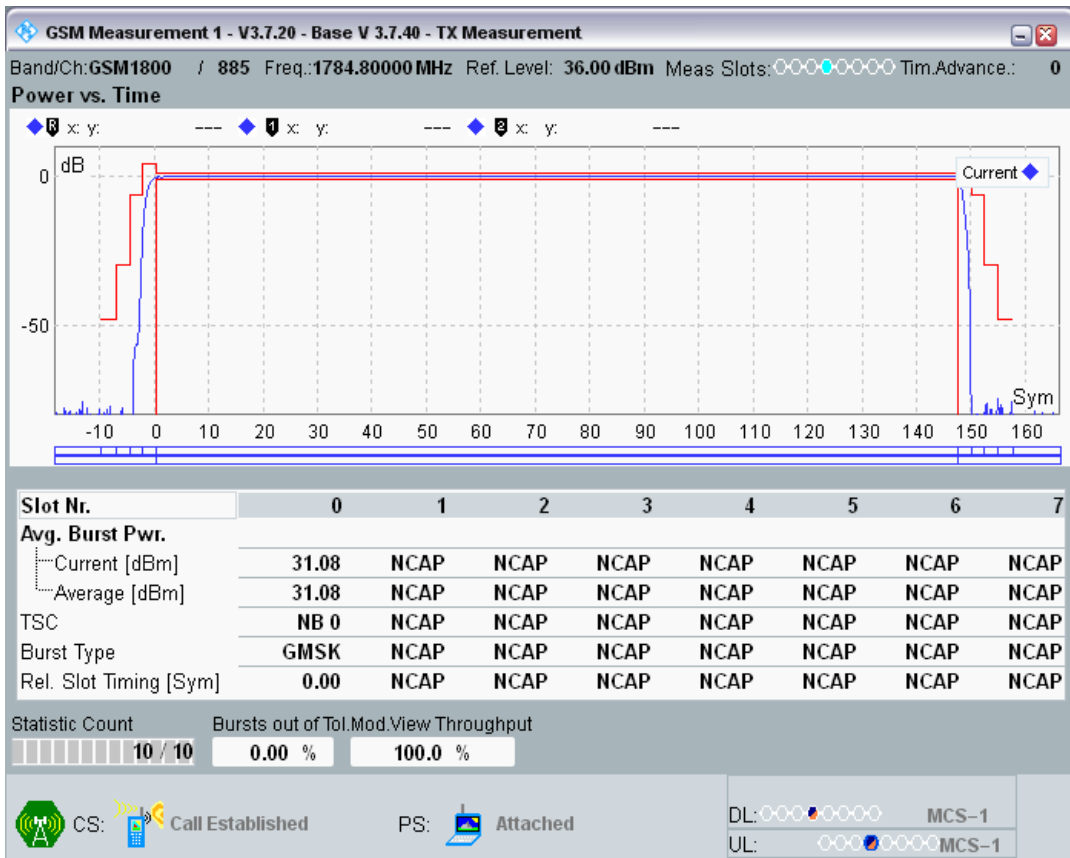 GSM Measurement 1 - V3.7.20 - Base V 3.7.40 - TX Measurement
Band/Ch:GSM1800 / 885 Freq.:1784.80000 MHz Ref. Level: 36.00 dBm Meas Slots: Tim.Advance.: 0
Power vs. Time
R x: y: --- 1 x: y: --- 2 x: y: ---
dB
Current
0
-50
Sym
-10 0 10 20 30 40 50 60 70 80 90 100 110 120 130 140 150 160
Slot Nr. 0 1 2 3 4 5 6 7
Avg. Burst Pwr.
Current [dBm] 31.08 NCAP NCAP NCAP NCAP NCAP NCAP NCAP
Average [dBm] 31.08 NCAP NCAP NCAP NCAP NCAP NCAP NCAP
TSC NB 0 NCAP NCAP NCAP NCAP NCAP NCAP NCAP
Burst Type GMSK NCAP NCAP NCAP NCAP NCAP NCAP NCAP
Rel. Slot Timing [Sym] 0.00 NCAP NCAP NCAP NCAP NCAP NCAP NCAP
Statistic Count Bursts out of Tol.Mod.View Throughput
10 / 10 0.00 % 100.0 %
CS: Call Established PS: Attached
DL: MCS-1
UL: MCS-1